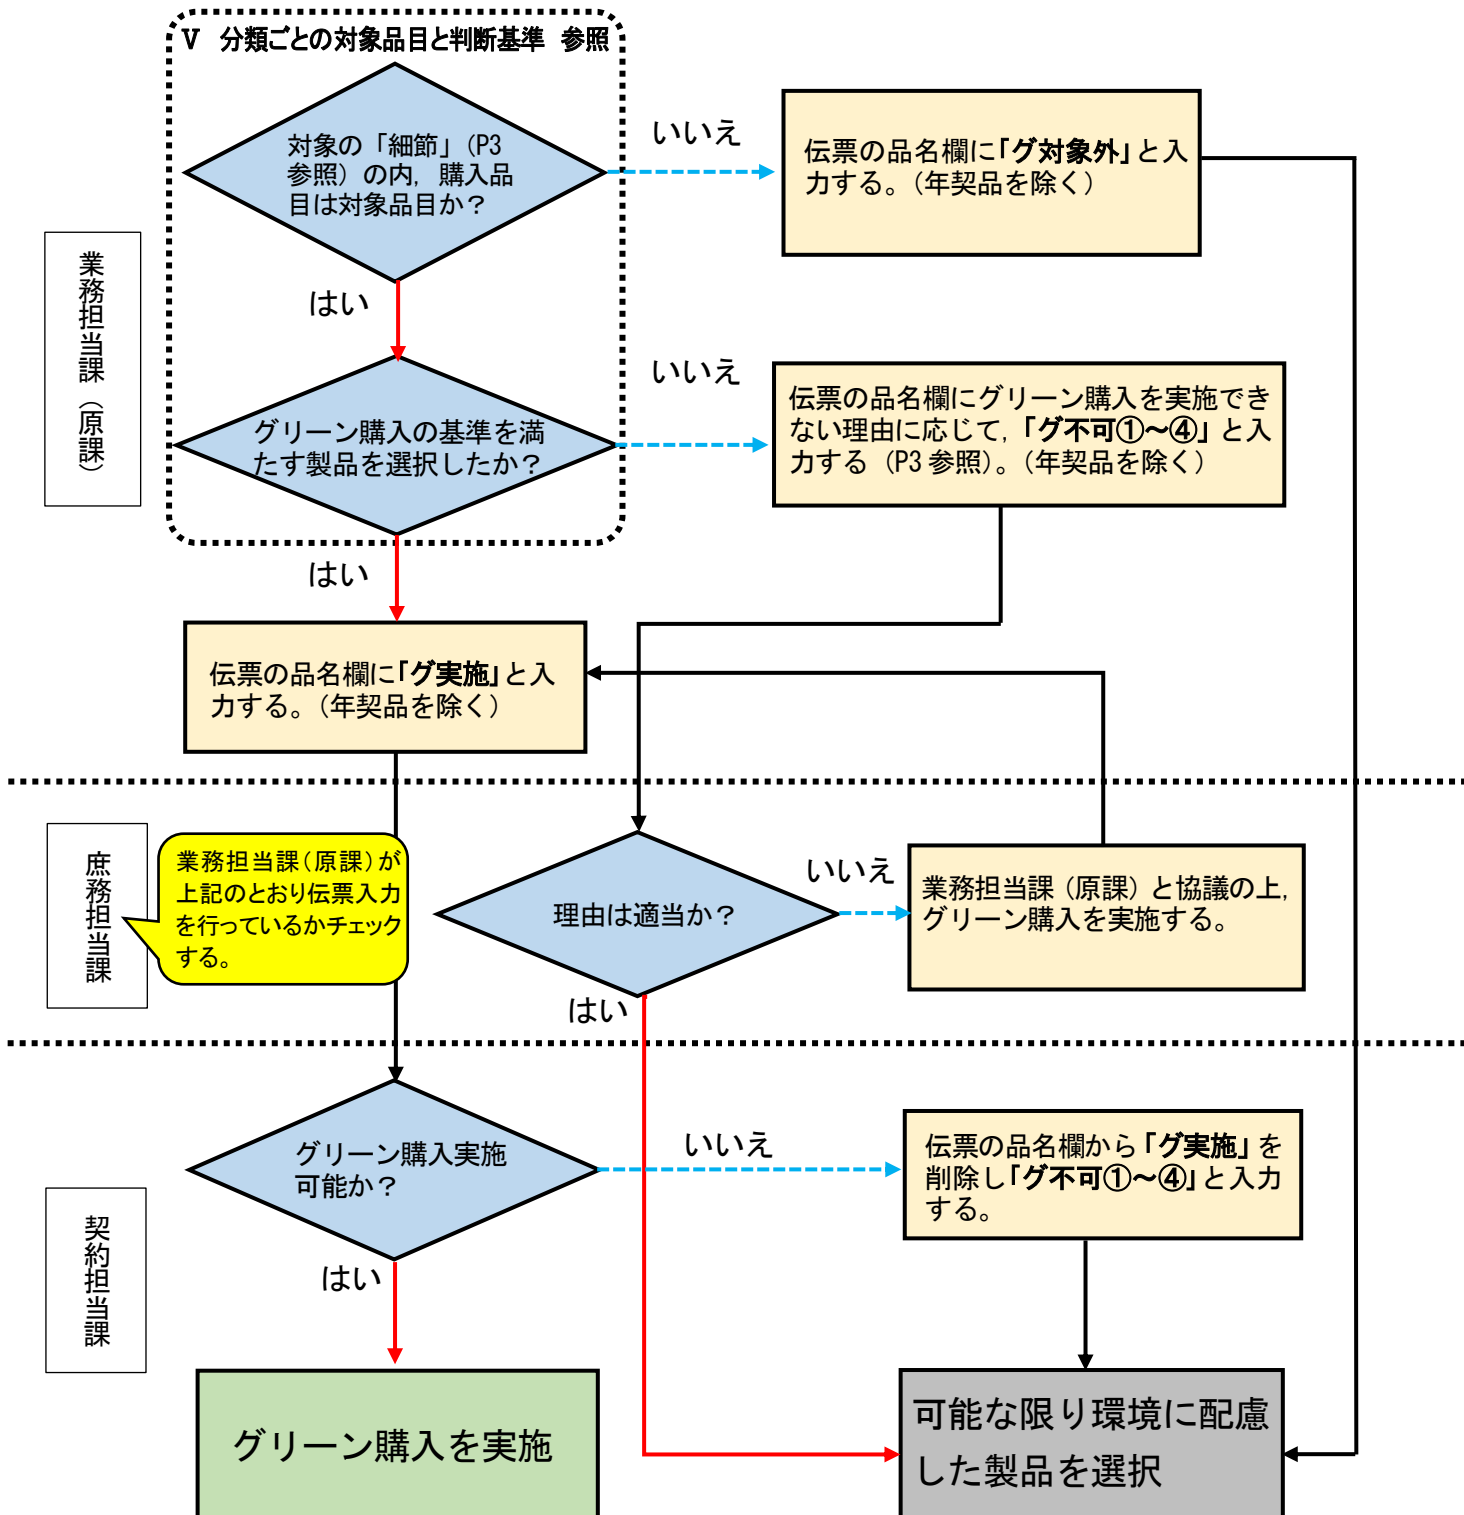 Ⅴ 分類ごとの対象品目と判断基準 参照
対象の「細節」(P3
参照)の内,購入品
目は対象品目か？
いいえ
伝票の品名欄に「グ対象外」と入
力する。(年契品を除く)
はい
業務担当課(原課)
グリーン購入の基準を満
たす製品を選択したか？
いいえ
伝票の品名欄にグリーン購入を実施でき
ない理由に応じて,「グ不可①～④」と入
力する(P3参照)。(年契品を除く)
はい
伝票の品名欄に「グ実施」と入
力する。(年契品を除く)
庶務担当課
業務担当課(原課)が
上記のとおり伝票入力
を行っているかチェック
する。
理由は適当か？
いいえ
業務担当課(原課)と協議の上,
グリーン購入を実施する。
はい
契約担当課
グリーン購入実施
可能か？
いいえ
伝票の品名欄から「グ実施」を
削除し「グ不可①～④」と入力
する。
はい
グリーン購入を実施
可能な限り環境に配慮
した製品を選択